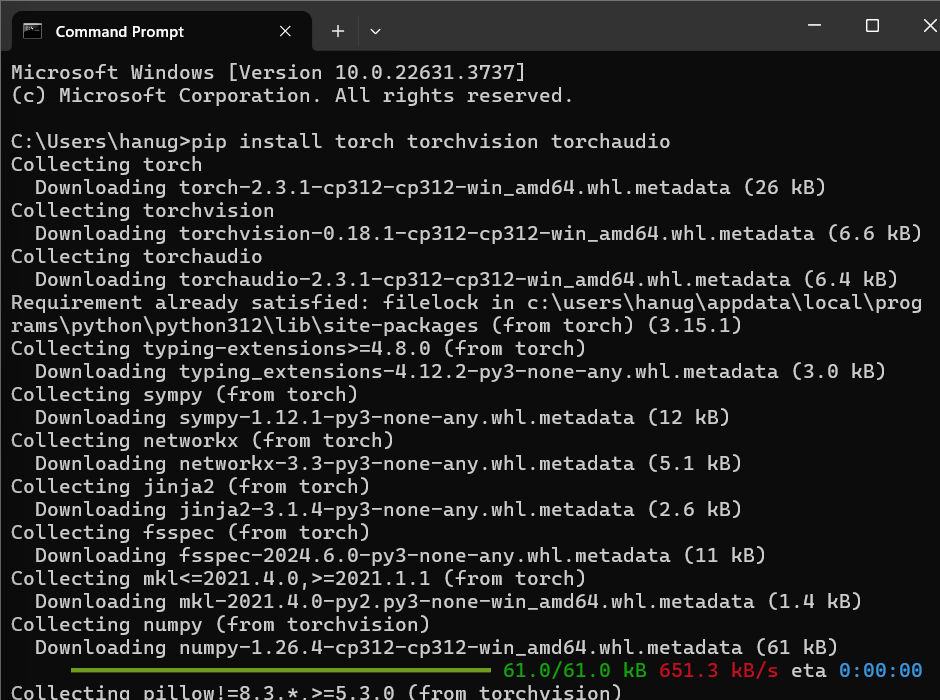 Command Prompt
Microsoft Windows [Version 10.0.22631.3737]
(c) Microsoft Corporation. All rights reserved.
C:\Users\hanug>pip install torch torchvision torchaudio
Collecting torch
  Downloading torch-2.3.1-cp312-cp312-win_amd64.whl.metadata (26 kB)
Collecting torchvision
  Downloading torchvision-0.18.1-cp312-cp312-win_amd64.whl.metadata (6.6 kB)
Collecting torchaudio
  Downloading torchaudio-2.3.1-cp312-cp312-win_amd64.whl.metadata (6.4 kB)
Requirement already satisfied: filelock in c:\users\hanug\appdata\local\prog
rams\python\python312\lib\site-packages (from torch) (3.15.1)
Collecting typing-extensions>=4.8.0 (from torch)
  Downloading typing_extensions-4.12.2-py3-none-any.whl.metadata (3.0 kB)
Collecting sympy (from torch)
  Downloading sympy-1.12.1-py3-none-any.whl.metadata (12 kB)
Collecting networkx (from torch)
  Downloading networkx-3.3-py3-none-any.whl.metadata (5.1 kB)
Collecting jinja2 (from torch)
  Downloading jinja2-3.1.4-py3-none-any.whl.metadata (2.6 kB)
Collecting fsspec (from torch)
  Downloading fsspec-2024.6.0-py3-none-any.whl.metadata (11 kB)
Collecting mkl<=2021.4.0,>=2021.1.1 (from torch)
  Downloading mkl-2021.4.0-py2.py3-none-win_amd64.whl.metadata (1.4 kB)
Collecting numpy (from torchvision)
  Downloading numpy-1.26.4-cp312-cp312-win_amd64.whl.metadata (61 kB)
61.0/61.0 kB 651.3 kB/s eta 0:00:00
Collecting pillow!=8.3.*,>=5.3.0 (from torchvision)